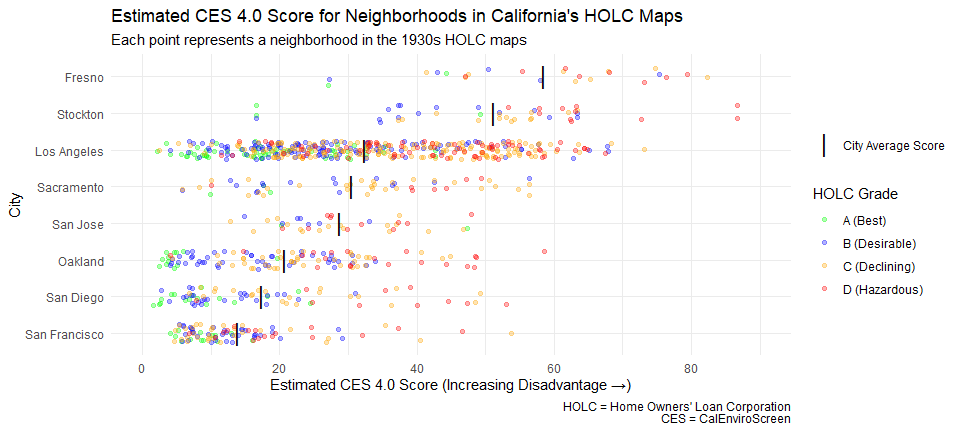 Estimated CES 4.0 Score for Neighborhoods in California's HOLC Maps
Each point represents a neighborhood in the 1930s HOLC maps
City
Fresno
Stockton
Los Angeles
Sacramento
San Jose
Oakland
San Diego
San Francisco
0 20 40 60 80
Estimated CES 4.0 Score (Increasing Disadvantage →)
City Average Score
HOLC Grade
A (Best)
B (Desirable)
C (Declining)
D (Hazardous)
HOLC = Home Owners' Loan Corporation
CES = CalEnviroScreen